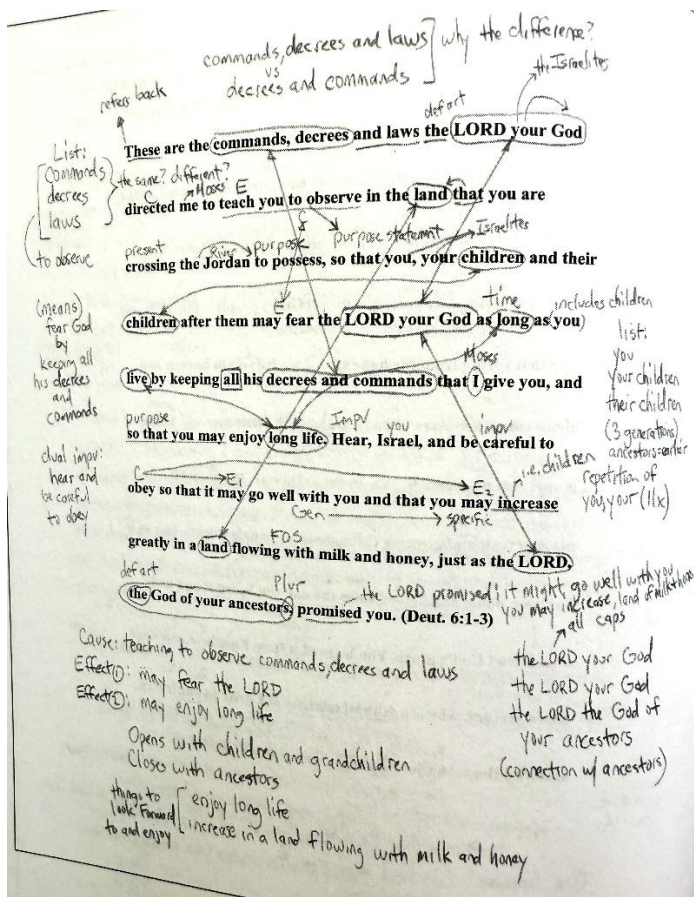 commands, decrees and laws] why the difference?
vs
decrees and commands
the Israelites
refers back
def art
These are the commands, decrees and laws the LORD your God
List:
commands
decrees
laws
the same? different?
to observe
C
Moses
E
directed me to teach you to observe in the land that you are
purpose statement
Israelites
present
River
purpose
crossing the Jordan to possess, so that you, your children and their
E
time
includes children
children after them may fear the LORD your God as long as you
(means)
fear God
by
keeping all
his decrees
and
commands
Moses
list:
you
your children
their children
(3 generations)
ancestors=earlier
repetition of
you, your (11x)
live by keeping all his decrees and commands that I give you, and
purpose
Impv
you
impv
so that you may enjoy long life. Hear, Israel, and be careful to
dual impv:
hear and
be careful
to obey
C
E1
E2
i.e. children
obey so that it may go well with you and that you may increase
Gen
specific
FOS
greatly in a land flowing with milk and honey, just as the LORD,
def art
Plur
the God of your ancestors, promised you. (Deut. 6:1-3)
the LORD promised: it might go well with you
you may increase, land of milk+honey
all caps
Cause: teaching to observe commands, decrees and laws
Effect①: may fear the LORD
Effect②: may enjoy long life
the LORD your God
the LORD your God
the LORD the God of
your ancestors
(connection w/ ancestors)
Opens with children and grandchildren
Closes with ancestors
things to
look forward
to and enjoy
enjoy long life
increase in a land flowing with milk and honey